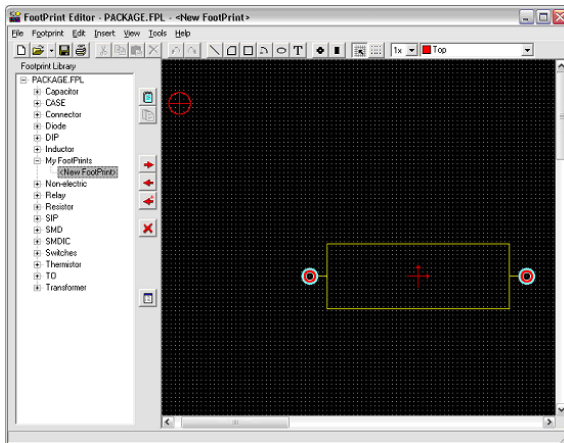 FootPrint Editor - PACKAGE.FPL - <New FootPrint>
File Footprint Edit Insert View Tools Help
T 1x Top
Footprint Library
PACKAGE.FPL
Capacitor
CASE
Connector
Diode
DIP
Inductor
My FootPrints
<New FootPrint>
Non-electric
Relay
Resistor
SIP
SMD
SMDIC
Switches
Thermistor
TO
Transformer